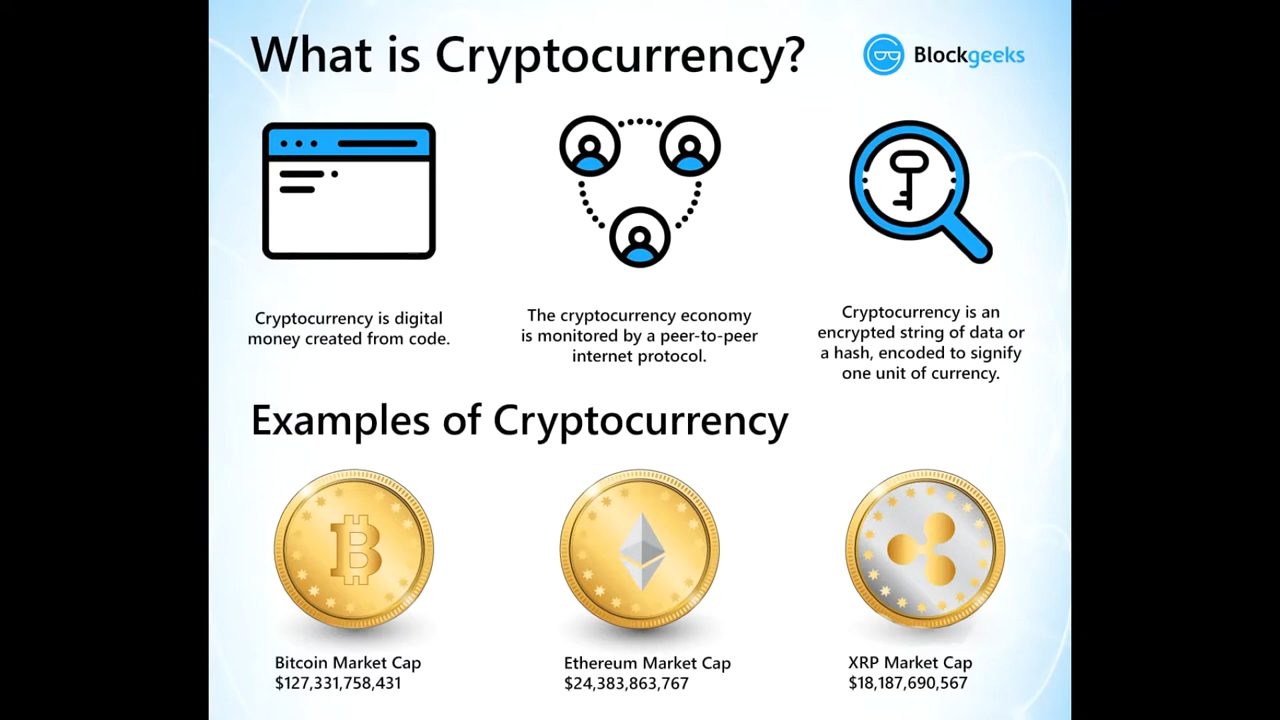 What is Cryptocurrency?
Blockgeeks
Cryptocurrency is digital
money created from code.
The cryptocurrency economy
is monitored by a peer-to-peer
internet protocol.
Cryptocurrency is an
encrypted string of data or
a hash, encoded to signify
one unit of currency.
Examples of Cryptocurrency
Bitcoin Market Cap
$127,331,758,431
Ethereum Market Cap
$24,383,863,767
XRP Market Cap
$18,187,690,567